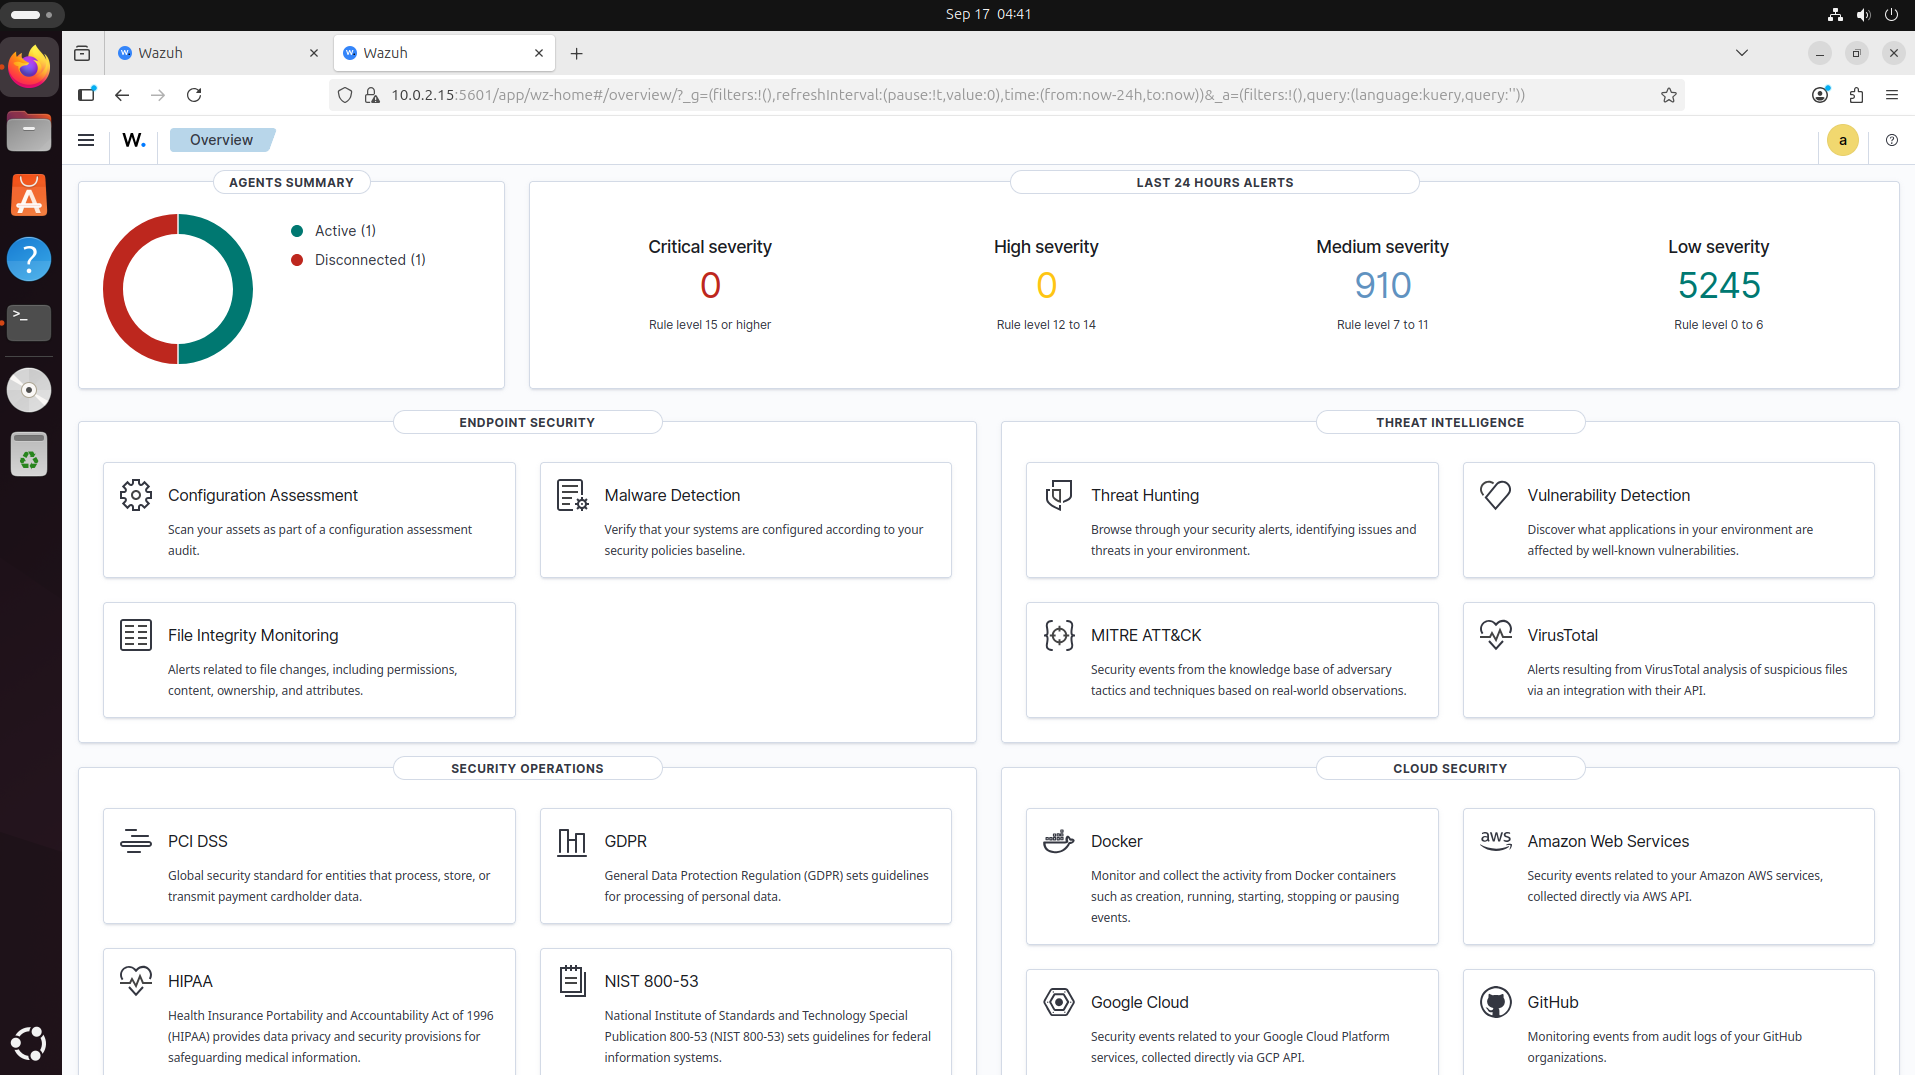 Sep 17 04:41
Wazuh
Wazuh
10.0.2.15:5601/app/wz-home#/overview/?_g=(filters:!(),refreshInterval:(pause:!t,value:0),time:(from:now-24h,to:now))&_a=(filters:!(),query:(language:kuery,query:''))
W.
Overview
a
AGENTS SUMMARY
Active (1)
Disconnected (1)
LAST 24 HOURS ALERTS
Critical severity
0
Rule level 15 or higher
High severity
0
Rule level 12 to 14
Medium severity
910
Rule level 7 to 11
Low severity
5245
Rule level 0 to 6
ENDPOINT SECURITY
Configuration Assessment
Scan your assets as part of a configuration assessment
audit.
Malware Detection
Verify that your systems are configured according to your
security policies baseline.
File Integrity Monitoring
Alerts related to file changes, including permissions,
content, ownership, and attributes.
THREAT INTELLIGENCE
Threat Hunting
Browse through your security alerts, identifying issues and
threats in your environment.
Vulnerability Detection
Discover what applications in your environment are
affected by well-known vulnerabilities.
MITRE ATT&CK
Security events from the knowledge base of adversary
tactics and techniques based on real-world observations.
VirusTotal
Alerts resulting from VirusTotal analysis of suspicious files
via an integration with their API.
SECURITY OPERATIONS
PCI DSS
Global security standard for entities that process, store, or
transmit payment cardholder data.
GDPR
General Data Protection Regulation (GDPR) sets guidelines
for processing of personal data.
HIPAA
Health Insurance Portability and Accountability Act of 1996
(HIPAA) provides data privacy and security provisions for
safeguarding medical information.
NIST 800-53
National Institute of Standards and Technology Special
Publication 800-53 (NIST 800-53) sets guidelines for federal
information systems.
CLOUD SECURITY
Docker
Monitor and collect the activity from Docker containers
such as creation, running, starting, stopping or pausing
events.
aws
Amazon Web Services
Security events related to your Amazon AWS services,
collected directly via AWS API.
Google Cloud
Security events related to your Google Cloud Platform
services, collected directly via GCP API.
GitHub
Monitoring events from audit logs of your GitHub
organizations.